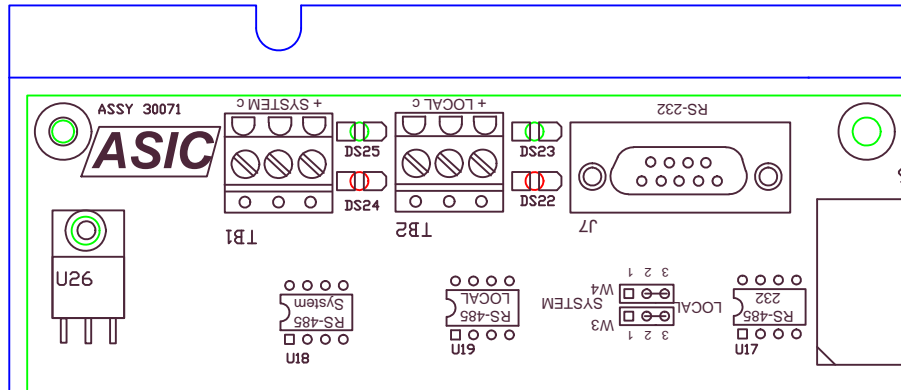 + SYSTEM c
+ LOCAL c
RS-232
ASSY 30071
ASIC
DS25
DS23
DS24
DS22
TB1
TB2
J7
U26
1 2 3
W4
SYSTEM
LOCAL
W3
1 2 3
System
RS-485
U18
LOCAL
RS-485
U19
232
RS-485
U17